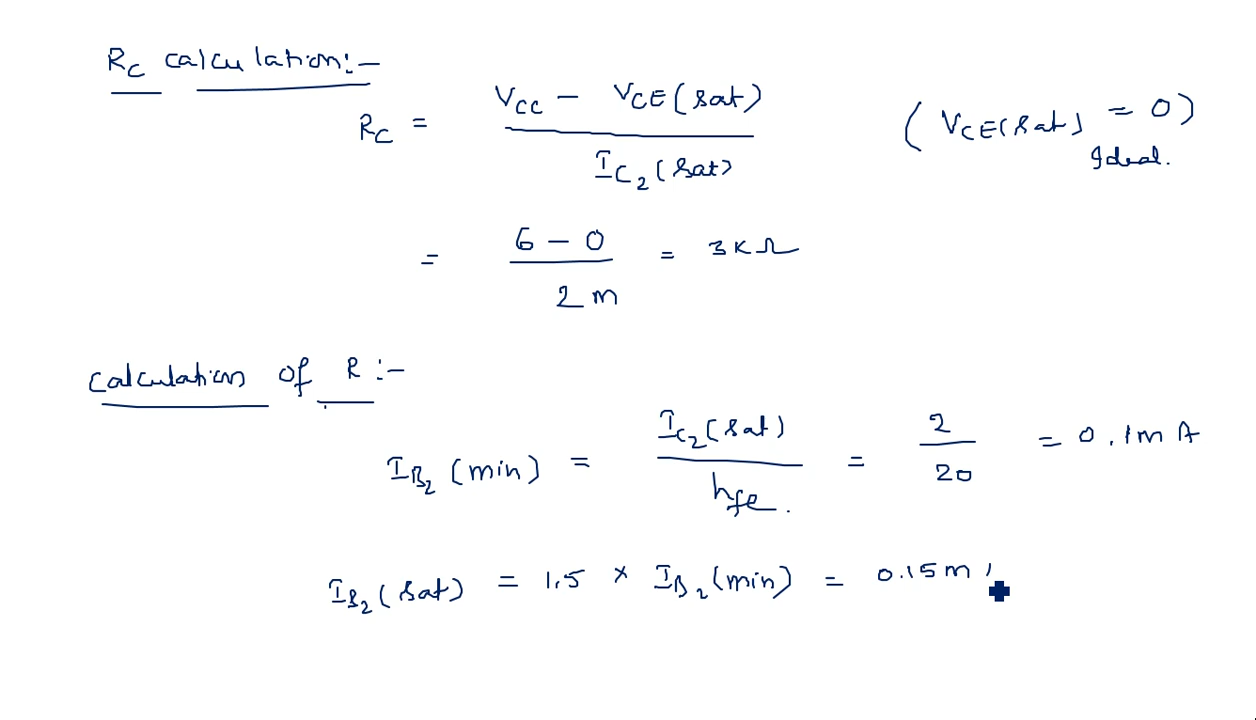 RC calculation:-
RC = VCC - VCE(sat) / IC2(sat) (VCE(sat) = 0) Ideal.
= 6 - 0 / 2m = 3KΩ
Calculation of R:-
IB2(min) = IC2(sat) / hfe. = 2 / 20 = 0.1mA
IB2(sat) = 1.5 × IB2(min) = 0.15m